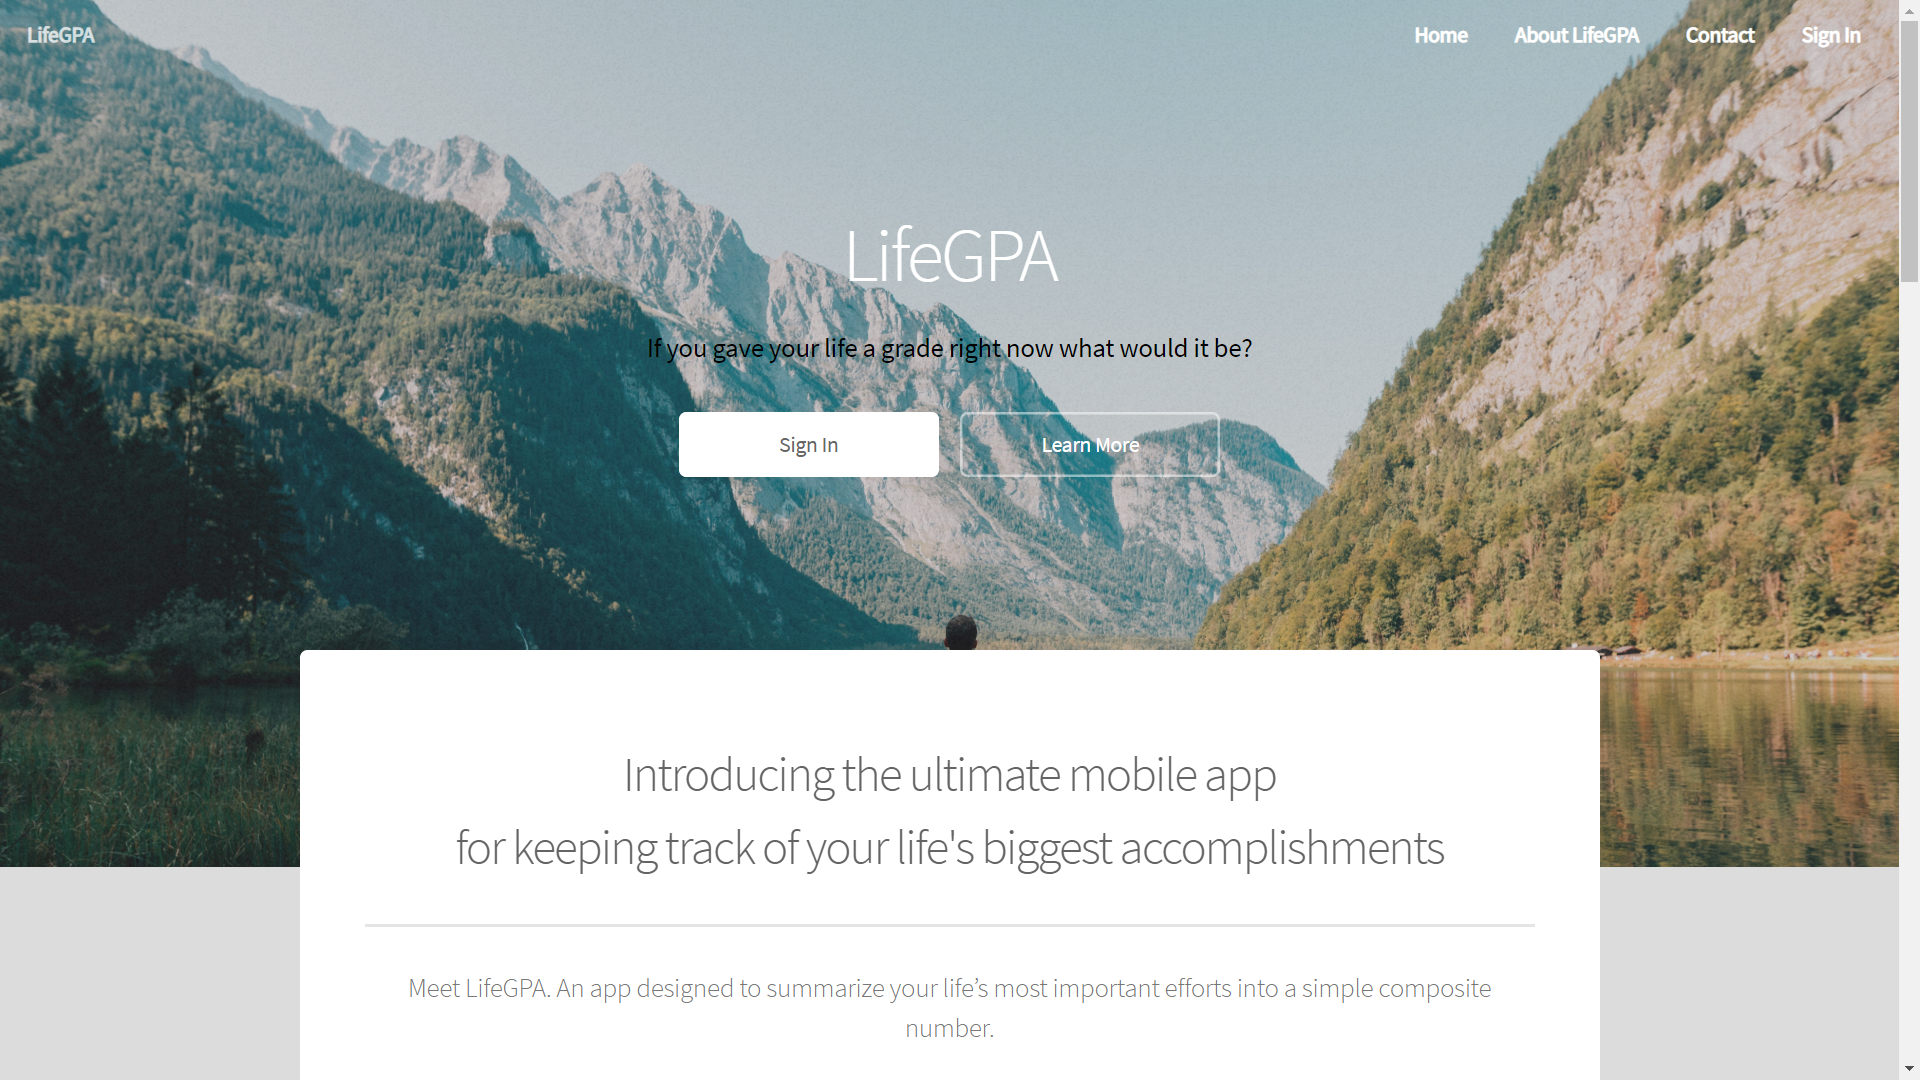 LifeGPA
Home
About LifeGPA
Contact
Sign In
LifeGPA
If you gave your life a grade right now what would it be?
Sign In
Learn More
Introducing the ultimate mobile app
for keeping track of your life's biggest accomplishments
Meet LifeGPA. An app designed to summarize your life’s most important efforts into a simple composite
number.